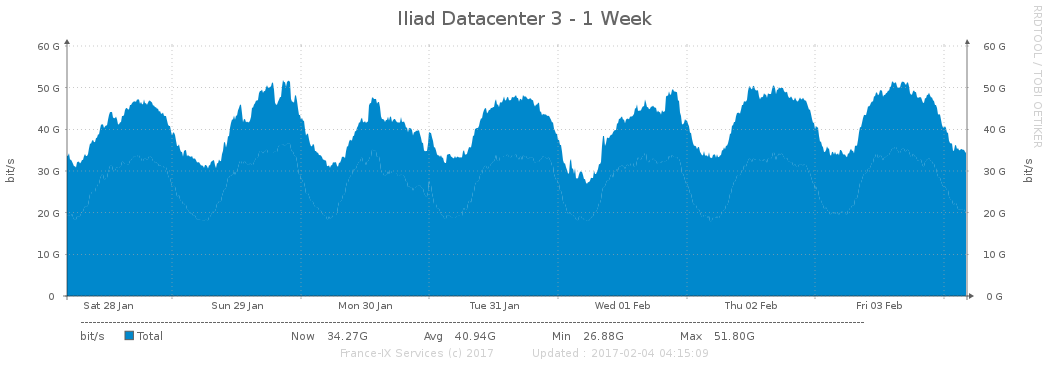 Iliad Datacenter 3 - 1 Week
RRDTOOL / TOBI OETIKER
60 G 60 G
50 G 50 G
40 G 40 G
30 G 30 G
20 G 20 G
10 G 10 G
0 0 G
bit/s bit/s
Sat 28 Jan Sun 29 Jan Mon 30 Jan Tue 31 Jan Wed 01 Feb Thu 02 Feb Fri 03 Feb
bit/s Total Now 34.27G Avg 40.94G Min 26.88G Max 51.80G
France-IX Services (c) 2017 Updated : 2017-02-04 04:15:09